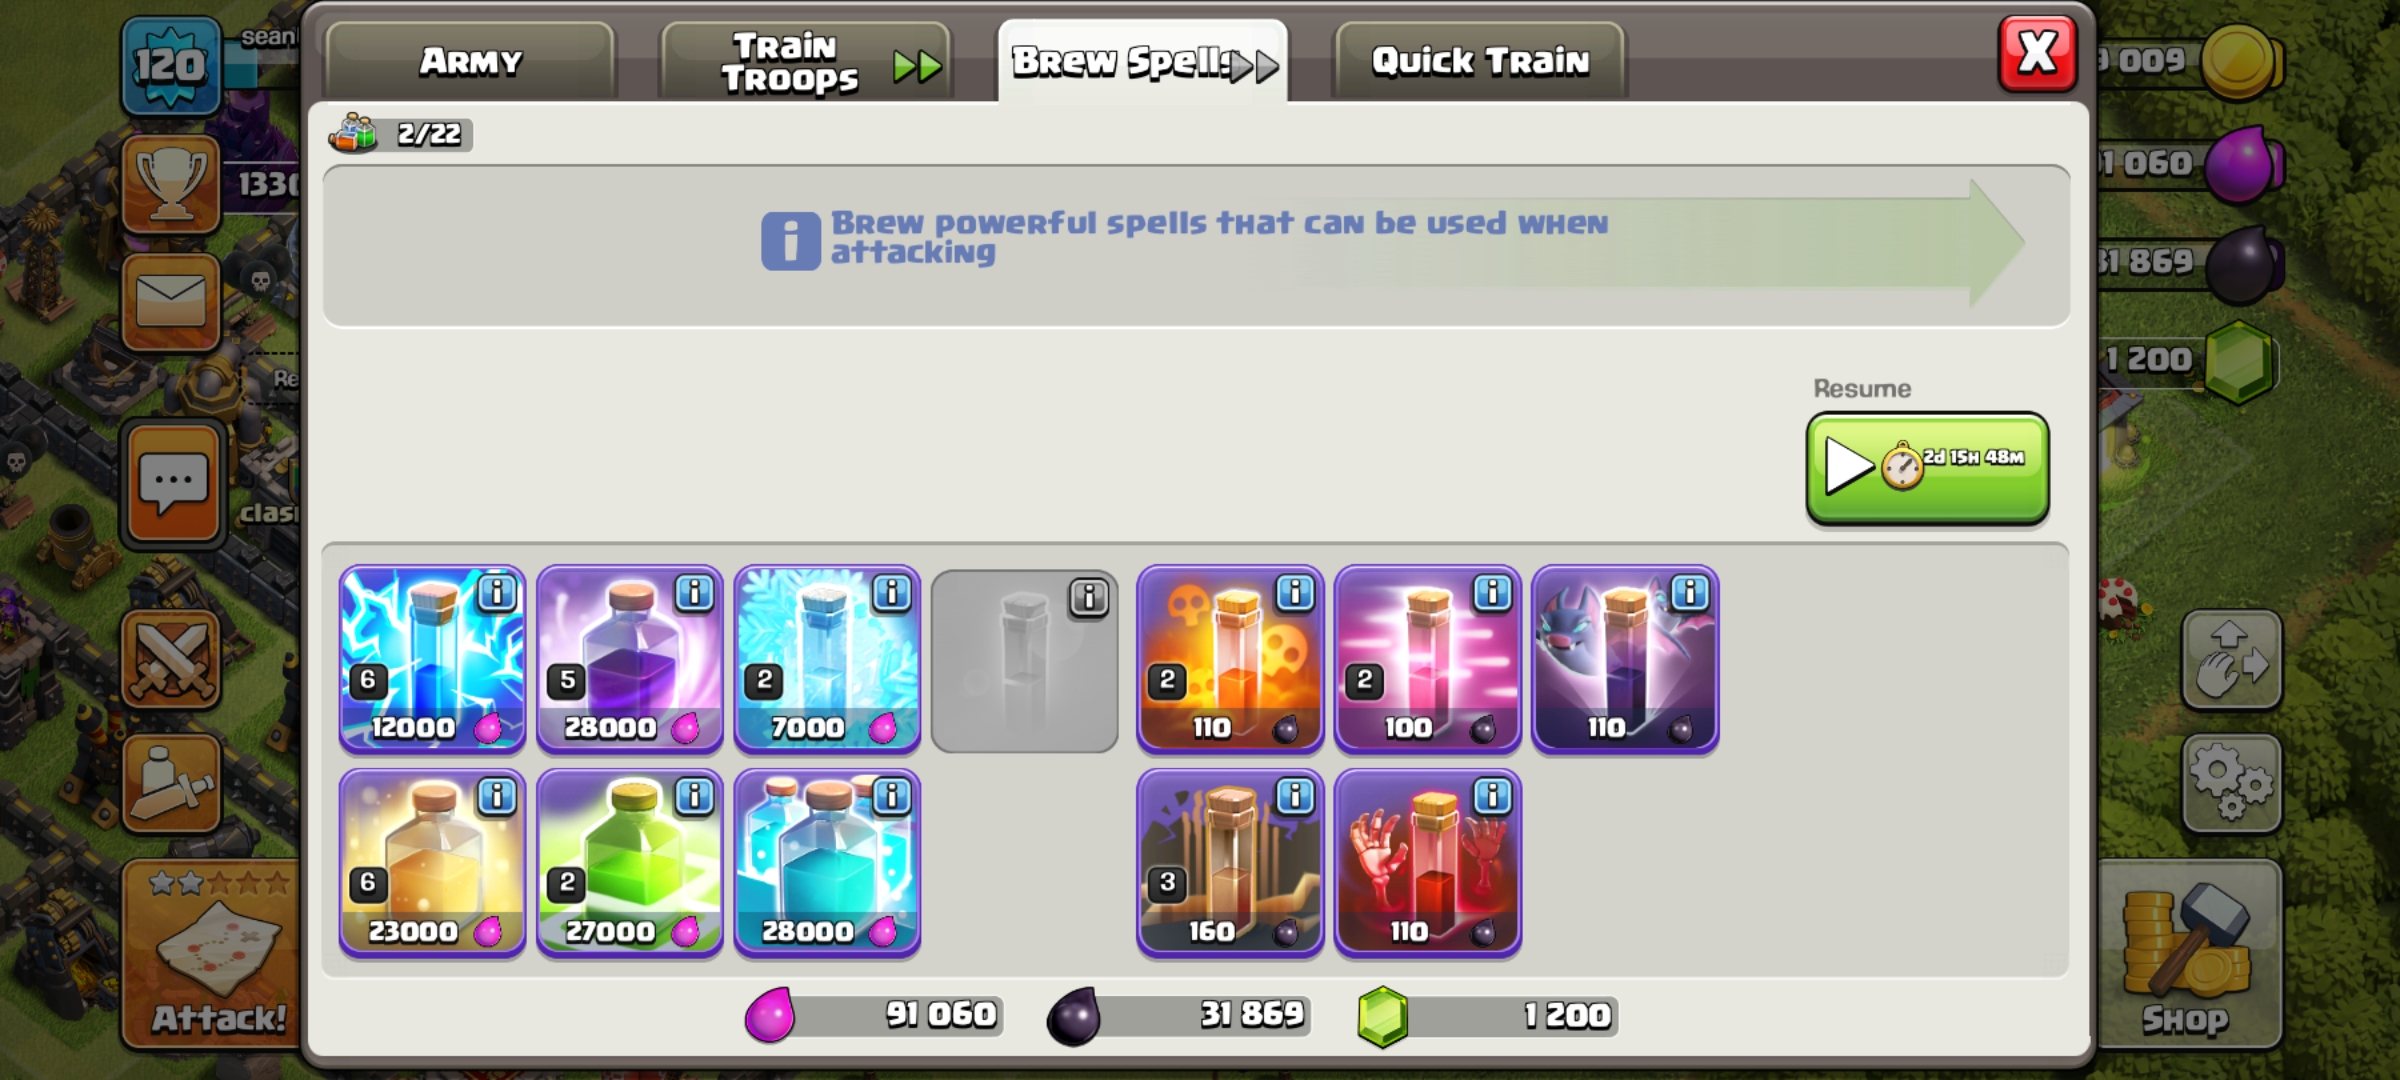 120
sean
1330
Re
clas
Attack!
Army
Train
Troops
Brew Spells
Quick Train
X
2/22
i Brew powerful spells that can be used when
attacking
Resume
2d 15h 48m
6 12000
5 28000
2 7000
2 110
2 100
110
6 23000
2 27000
28000
3 160
110
91 060
31 869
1 200
009
1 060
31 869
1 200
Shop